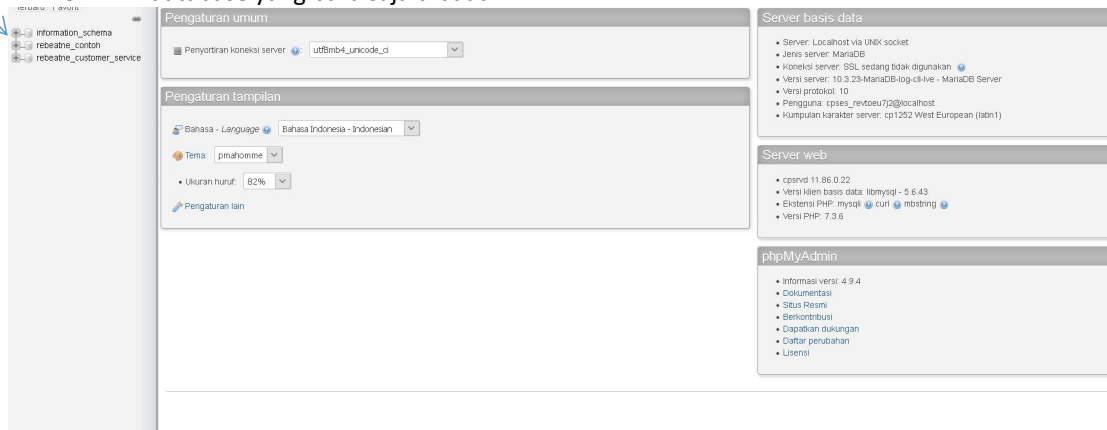 information_schema
rebeatne_contoh
rebeatne_customer_service
Pengaturan umum
Penyortiran koneksi server : utf8mb4_unicode_ci
Pengaturan tampilan
Bahasa - Language Bahasa Indonesia - Indonesian
Tema: pmahomme
• Ukuran huruf: 82%
Pengaturan lain
Server basis data
• Server: Localhost via UNIX socket
• Jenis server: MariaDB
• Koneksi server: SSL sedang tidak digunakan
• Versi server: 10.3.23-MariaDB-log-cll-lve - MariaDB Server
• Versi protokol: 10
• Pengguna: cpses_revtoeu7j2@localhost
• Kumpulan karakter server: cp1252 West European (latin1)
Server web
• cpsrvd 11.86.0.22
• Versi klien basis data: libmysql - 5.6.43
• Ekstensi PHP: mysqli curl mbstring
• Versi PHP: 7.3.6
phpMyAdmin
• Informasi versi: 4.9.4
• Dokumentasi
• Situs Resmi
• Berkontribusi
• Dapatkan dukungan
• Daftar perubahan
• Lisensi